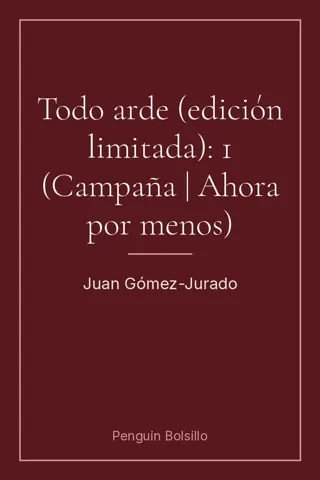 Todo arde (edición
limitada): 1
(Campaña | Ahora
por menos)
Juan Gómez-Jurado
Penguin Bolsillo